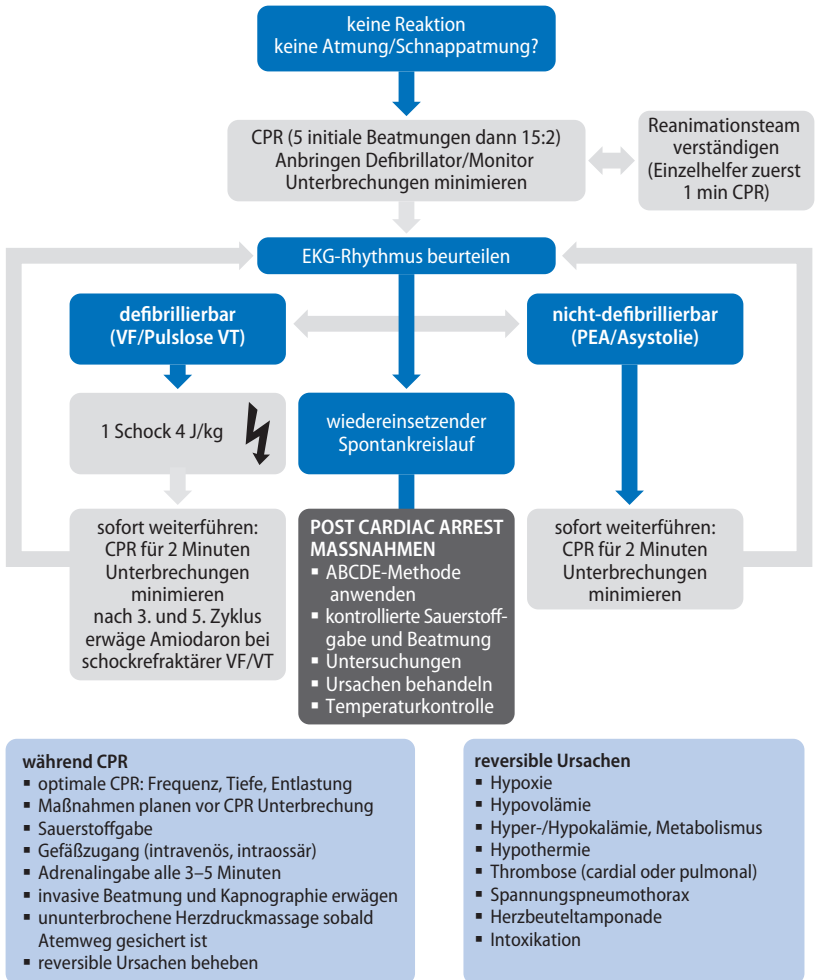 keine Reaktion
keine Atmung/Schnappatmung?
CPR (5 initiale Beatmungen dann 15:2)
Anbringen Defibrillator/Monitor
Unterbrechungen minimieren
Reanimationsteam
verständigen
(Einzelhelfer zuerst
1 min CPR)
EKG-Rhythmus beurteilen
defibrillierbar
(VF/Pulslose VT)
nicht-defibrillierbar
(PEA/Asystolie)
1 Schock 4 J/kg
wiedereinsetzender
Spontankreislauf
sofort weiterführen:
CPR für 2 Minuten
Unterbrechungen
minimieren
nach 3. und 5. Zyklus
erwäge Amiodaron bei
schockrefraktärer VF/VT
POST CARDIAC ARREST
MASSNAHMEN
▪ ABCDE-Methode
anwenden
▪ kontrollierte Sauerstoff-
gabe und Beatmung
▪ Untersuchungen
▪ Ursachen behandeln
▪ Temperaturkontrolle
sofort weiterführen:
CPR für 2 Minuten
Unterbrechungen
minimieren
während CPR
▪ optimale CPR: Frequenz, Tiefe, Entlastung
▪ Maßnahmen planen vor CPR Unterbrechung
▪ Sauerstoffgabe
▪ Gefäßzugang (intravenös, intraossär)
▪ Adrenalingabe alle 3–5 Minuten
▪ invasive Beatmung und Kapnographie erwägen
▪ ununterbrochene Herzdruckmassage sobald
Atemweg gesichert ist
▪ reversible Ursachen beheben
reversible Ursachen
▪ Hypoxie
▪ Hypovolämie
▪ Hyper-/Hypokalämie, Metabolismus
▪ Hypothermie
▪ Thrombose (cardial oder pulmonal)
▪ Spannungspneumothorax
▪ Herzbeuteltamponade
▪ Intoxikation